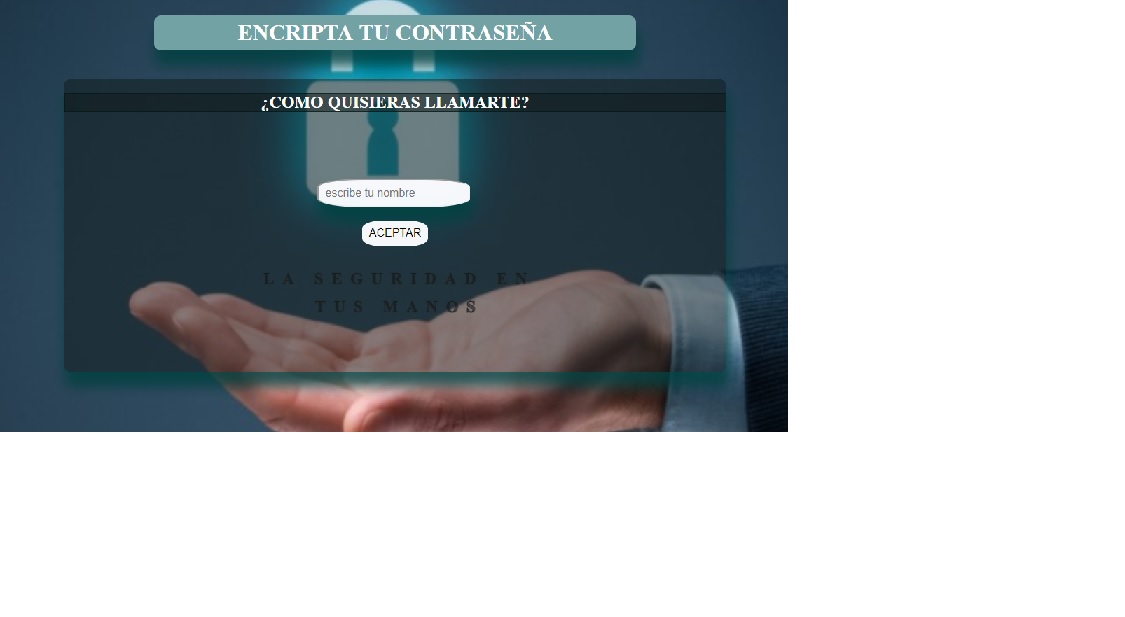 ENCRIPTA TU CONTRASEÑA
¿COMO QUISIERAS LLAMARTE?
escribe tu nombre
ACEPTAR
LA SEGURIDAD EN
TUS MANOS